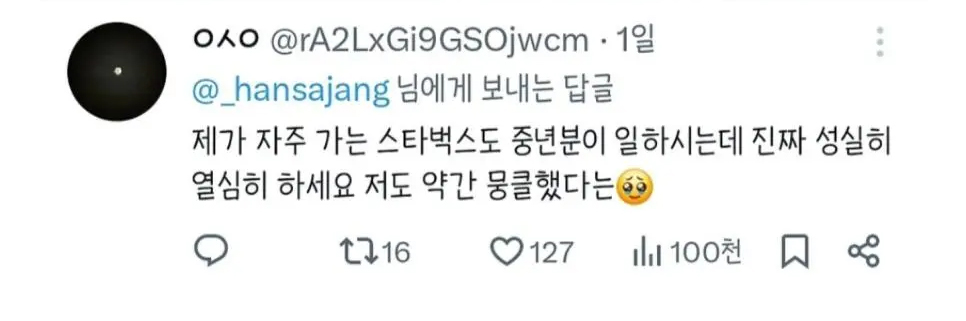 ㅇㅅㅇ @rA2LxGi9GSOjwcm · 1일
@_hansajang 님에게 보내는 답글
제가 자주 가는 스타벅스도 중년분이 일하시는데 진짜 성실히
열심히 하세요 저도 약간 뭉클했다는🥹
16 127 100천